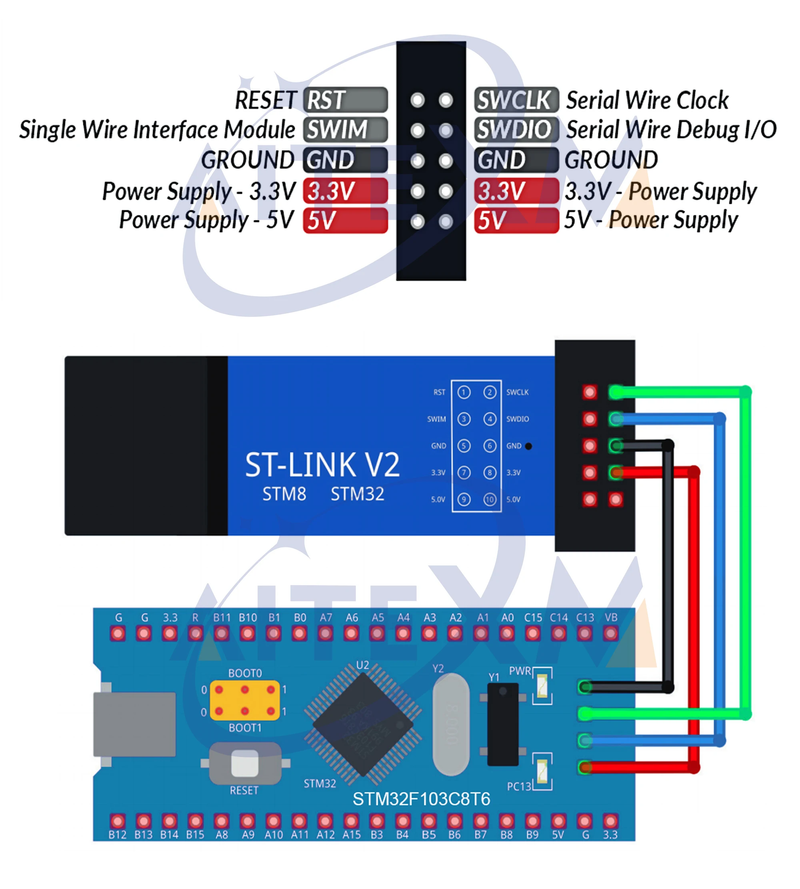 RESET RST SWCLK Serial Wire Clock
Single Wire Interface Module SWIM SWDIO Serial Wire Debug I/O
GROUND GND GND GROUND
Power Supply - 3.3V 3.3V 3.3V 3.3V - Power Supply
Power Supply - 5V 5V 5V 5V - Power Supply
AITEXM
RST 1 2 SWCLK
SWIM 3 4 SWDIO
GND 5 6 GND
3.3V 7 8 3.3V
5.0V 9 10 5.0V
ST-LINK V2
STM8 STM32
AITEXM
G G 3.3 R B11 B10 B1 B0 A7 A6 A5 A4 A3 A2 A1 A0 C15 C14 C13 VB
BOOT0
0 1
0 1
BOOT1
RESET
U2
STM32
Y2
Y1
PWR
PC13
STM32F103C8T6
B12 B13 B14 B15 A8 A9 A10 A11 A12 A15 B3 B4 B5 B6 B7 B8 B9 5V G 3.3